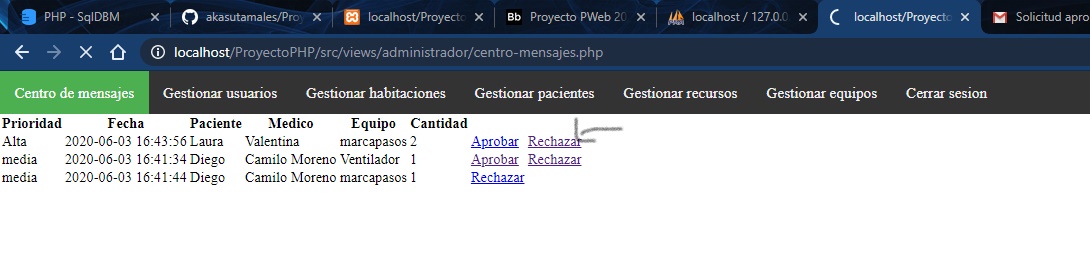 PHP - SqlDBM akasutamales/Proy localhost/Proyecto Proyecto PWeb 20 localhost / 127.0.0 localhost/Proyecto Solicitud apro
localhost/ProyectoPHP/src/views/administrador/centro-mensajes.php
Centro de mensajes Gestionar usuarios Gestionar habitaciones Gestionar pacientes Gestionar recursos Gestionar equipos Cerrar sesion
Prioridad Fecha Paciente Medico Equipo Cantidad
Alta 2020-06-03 16:43:56 Laura Valentina marcapasos 2 Aprobar Rechazar
media 2020-06-03 16:41:34 Diego Camilo Moreno Ventilador 1 Aprobar Rechazar
media 2020-06-03 16:41:44 Diego Camilo Moreno marcapasos 1 Rechazar